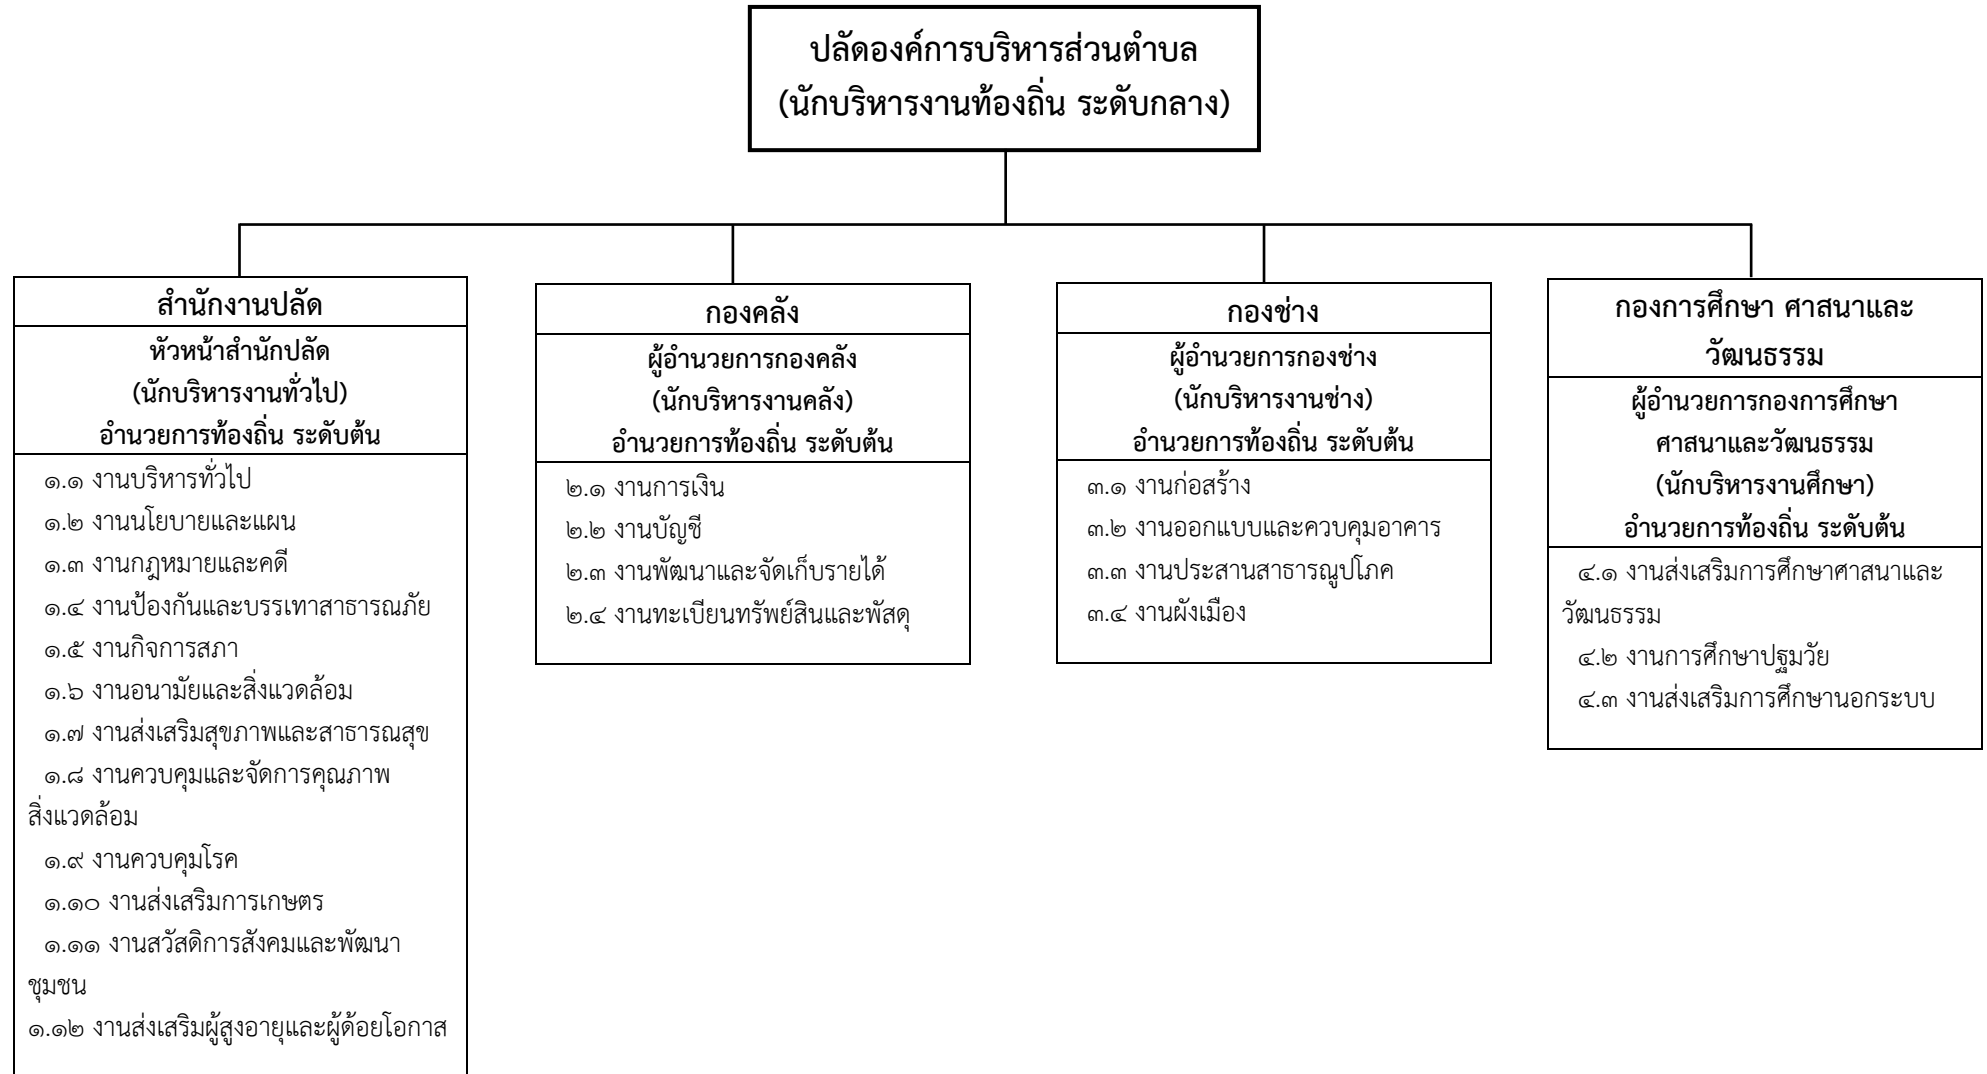 ปลัดองค์การบริหารส่วนตำบล
(นักบริหารงานท้องถิ่น ระดับกลาง)
สำนักงานปลัด
หัวหน้าสำนักปลัด
(นักบริหารงานทั่วไป)
อำนวยการท้องถิ่น ระดับต้น
๑.๑ งานบริหารทั่วไป
๑.๒ งานนโยบายและแผน
๑.๓ งานกฎหมายและคดี
๑.๔ งานป้องกันและบรรเทาสาธารณภัย
๑.๕ งานกิจการสภา
๑.๖ งานอนามัยและสิ่งแวดล้อม
๑.๗ งานส่งเสริมสุขภาพและสาธารณสุข
๑.๘ งานควบคุมและจัดการคุณภาพ
สิ่งแวดล้อม
๑.๙ งานควบคุมโรค
๑.๑๐ งานส่งเสริมการเกษตร
๑.๑๑ งานสวัสดิการสังคมและพัฒนา
ชุมชน
๑.๑๒ งานส่งเสริมผู้สูงอายุและผู้ด้อยโอกาส
กองคลัง
ผู้อำนวยการกองคลัง
(นักบริหารงานคลัง)
อำนวยการท้องถิ่น ระดับต้น
๒.๑ งานการเงิน
๒.๒ งานบัญชี
๒.๓ งานพัฒนาและจัดเก็บรายได้
๒.๔ งานทะเบียนทรัพย์สินและพัสดุ
กองช่าง
ผู้อำนวยการกองช่าง
(นักบริหารงานช่าง)
อำนวยการท้องถิ่น ระดับต้น
๓.๑ งานก่อสร้าง
๓.๒ งานออกแบบและควบคุมอาคาร
๓.๓ งานประสานสาธารณูปโภค
๓.๔ งานผังเมือง
กองการศึกษา ศาสนาและ
วัฒนธรรม
ผู้อำนวยการกองการศึกษา
ศาสนาและวัฒนธรรม
(นักบริหารงานศึกษา)
อำนวยการท้องถิ่น ระดับต้น
๔.๑ งานส่งเสริมการศึกษาศาสนาและ
วัฒนธรรม
๔.๒ งานการศึกษาปฐมวัย
๔.๓ งานส่งเสริมการศึกษานอกระบบ